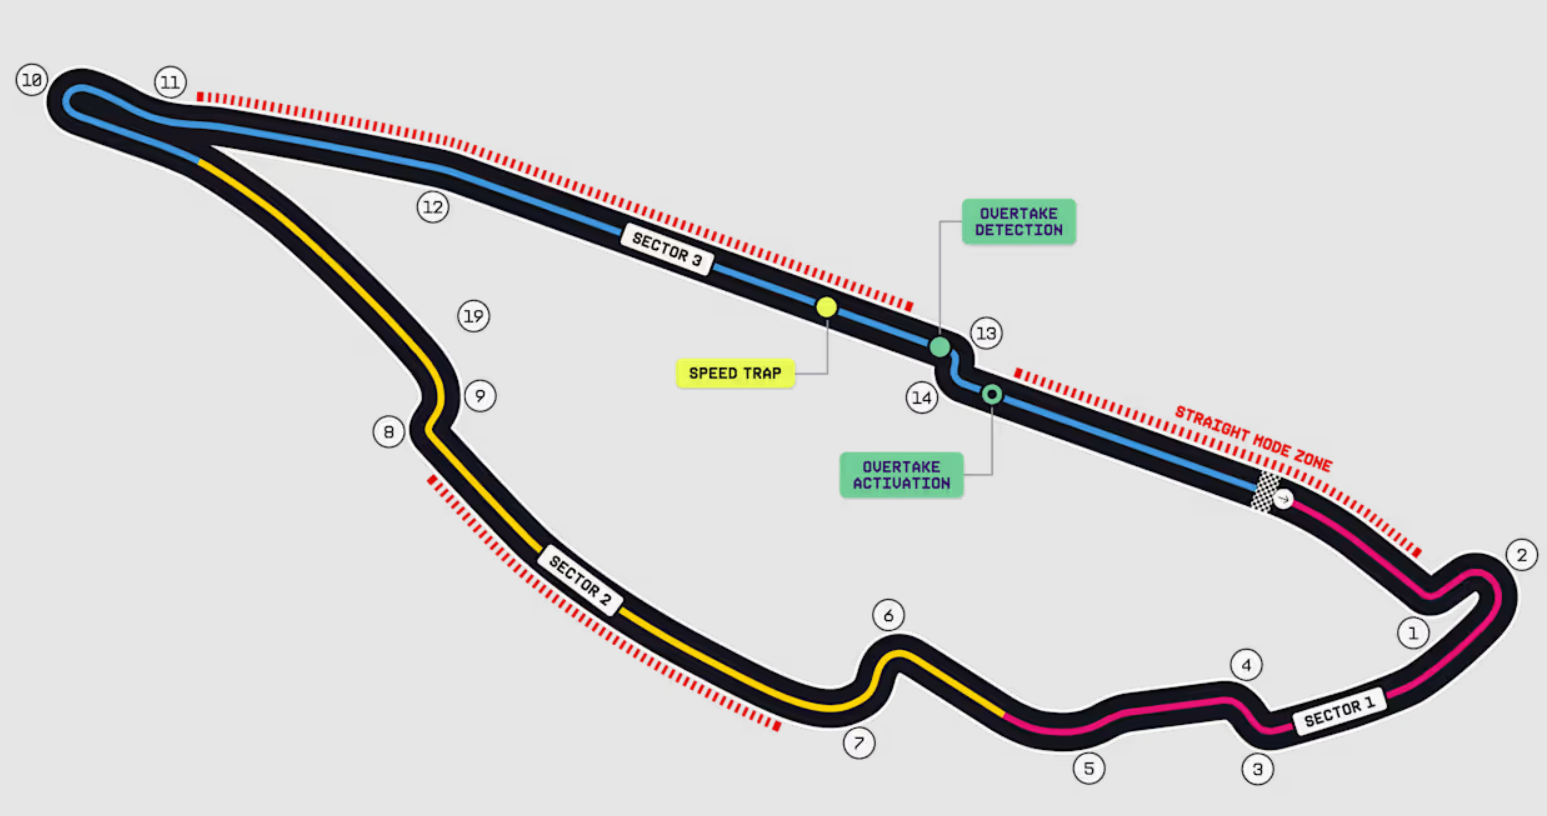 10
11
12
OVERTAKE
DETECTION
SECTOR 3
13
19
SPEED TRAP
14
9
8
STRAIGHT MODE ZONE
OVERTAKE
ACTIVATION
2
SECTOR 2
6
1
4
SECTOR 1
7
5
3